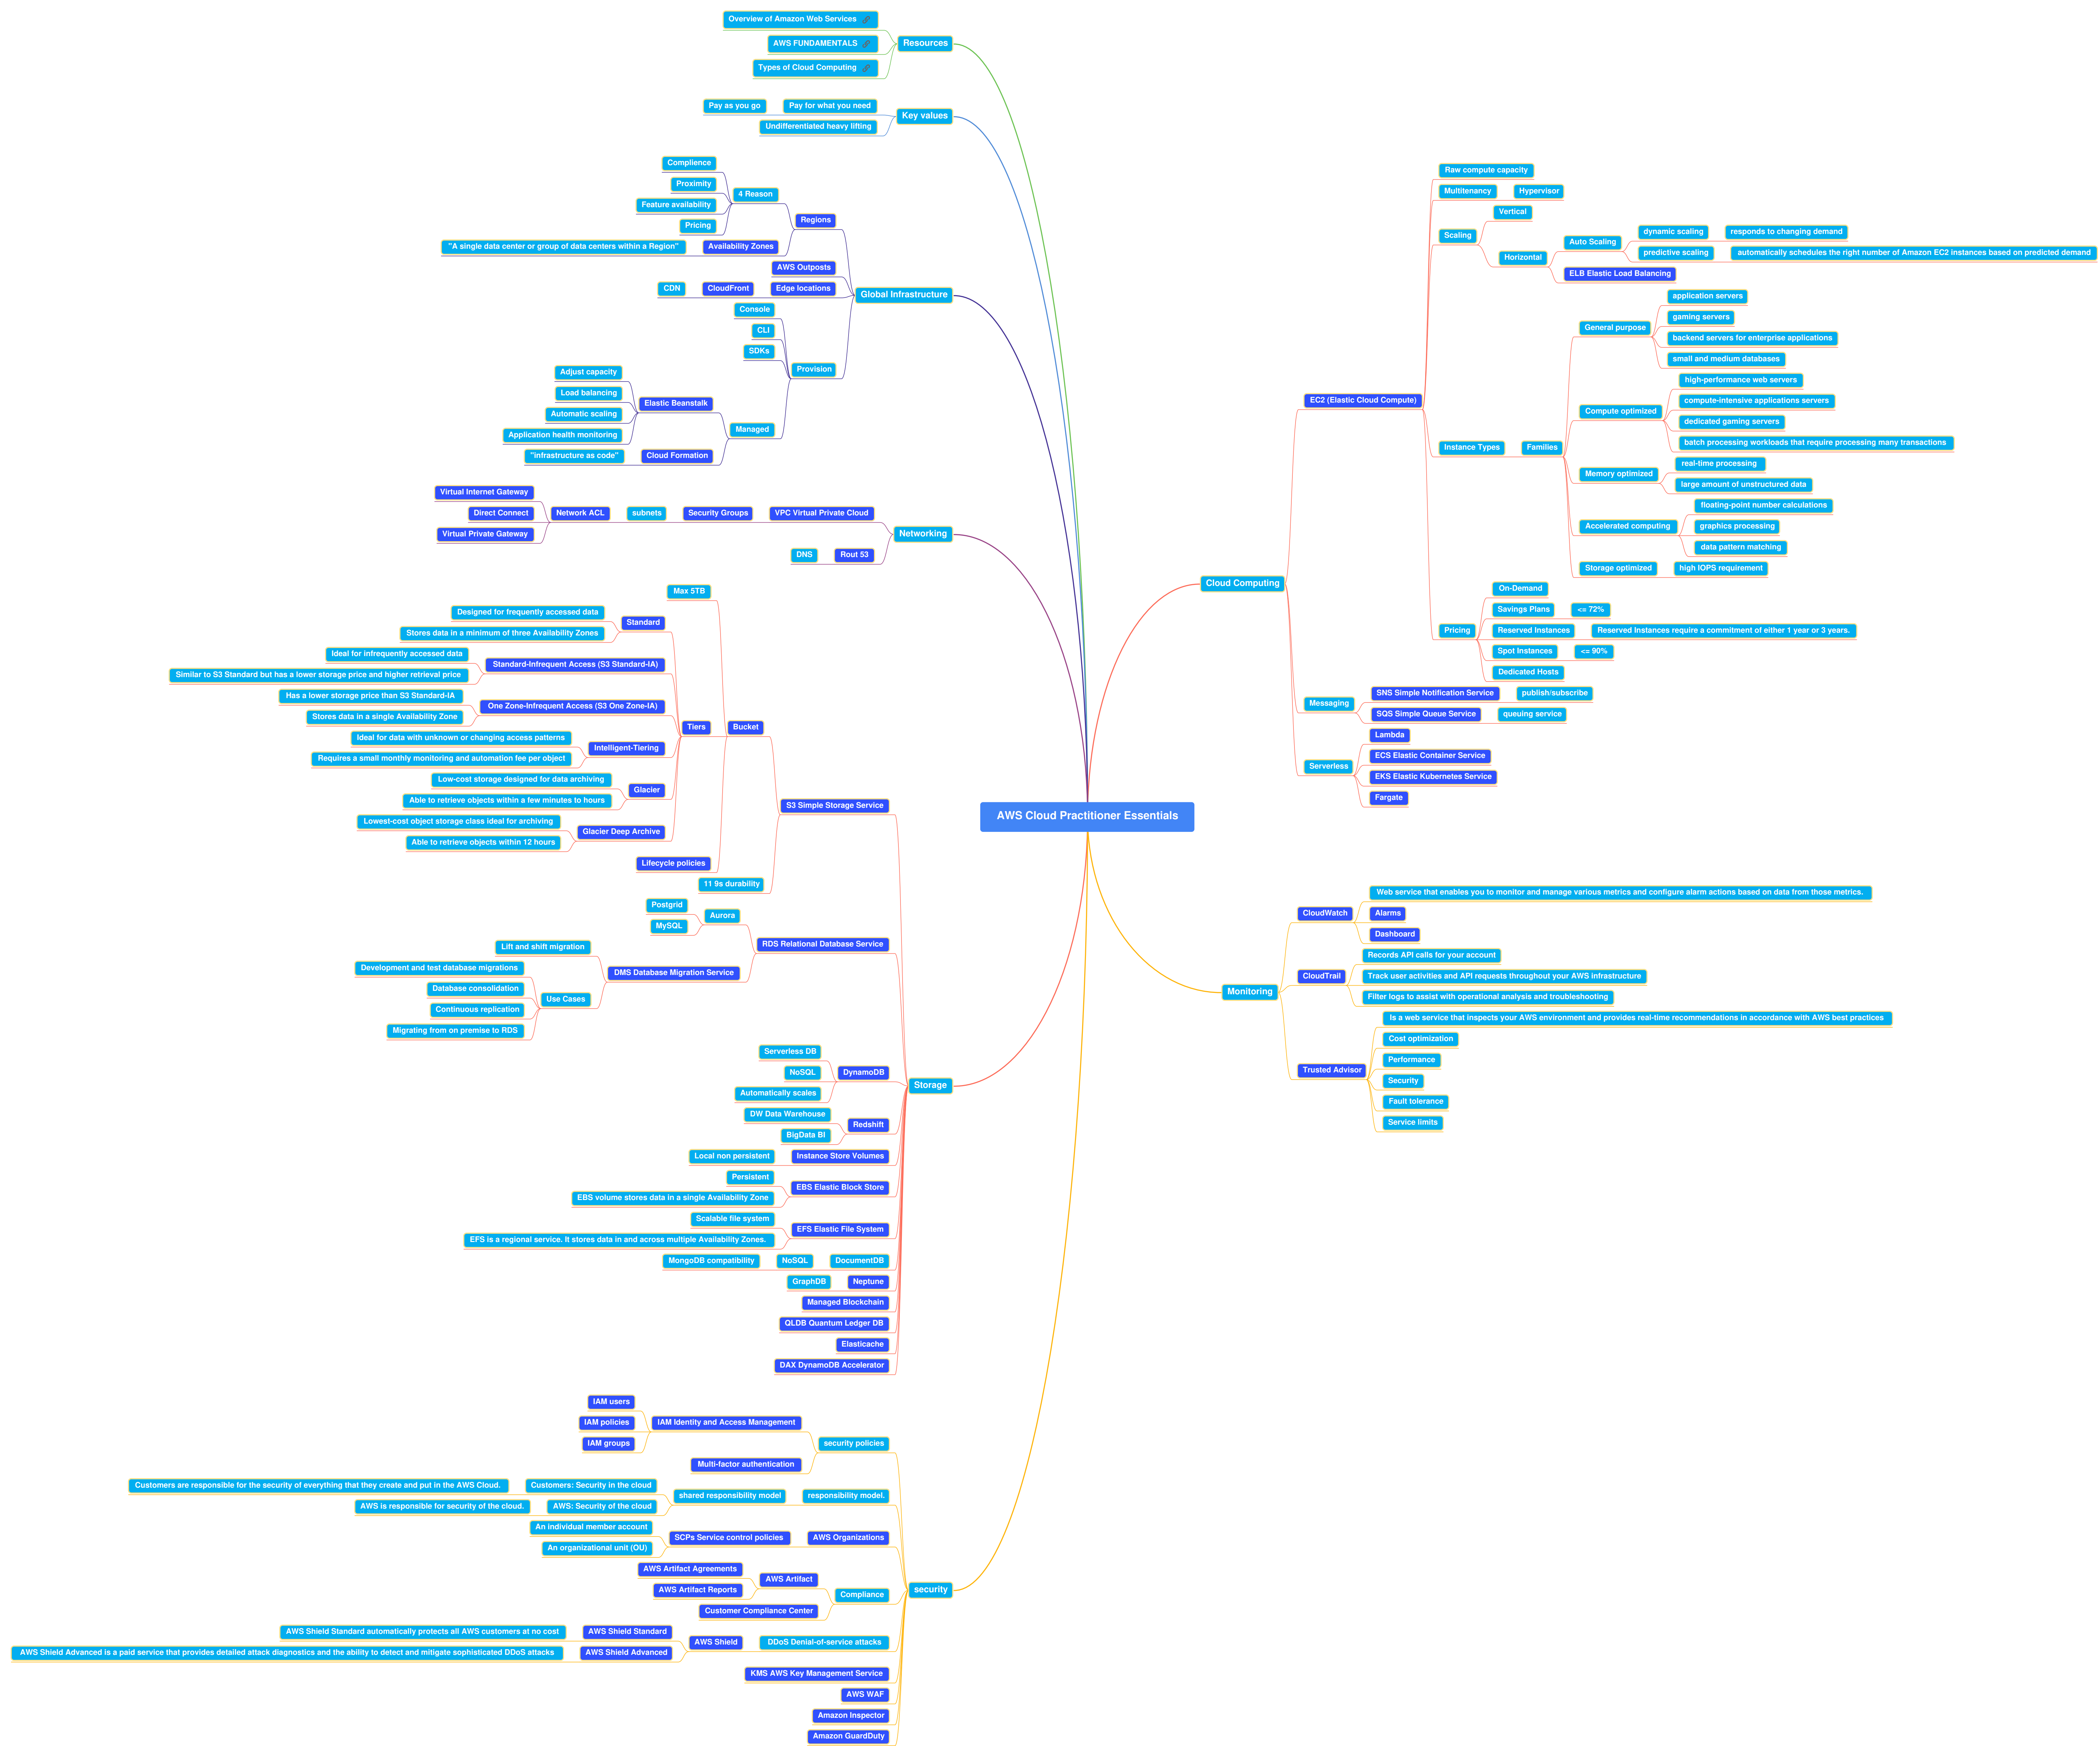 Overview of Amazon Web Services
AWS FUNDAMENTALS
Types of Cloud Computing
Resources
Pay as you go
Pay for what you need
Undifferentiated heavy lifting
Key values
Complience
Proximity
Feature availability
Pricing
4 Reason
Regions
"A single data center or group of data centers within a Region"
Availability Zones
AWS Outposts
CDN
CloudFront
Edge locations
Global Infrastructure
Console
CLI
SDKs
Provision
Adjust capacity
Load balancing
Automatic scaling
Application health monitoring
Elastic Beanstalk
Managed
"infrastructure as code"
Cloud Formation
Virtual Internet Gateway
Direct Connect
Virtual Private Gateway
Network ACL
subnets
Security Groups
VPC Virtual Private Cloud
Networking
DNS
Rout 53
Max 5TB
Designed for frequently accessed data
Stores data in a minimum of three Availability Zones
Standard
Ideal for infrequently accessed data
Similar to S3 Standard but has a lower storage price and higher retrieval price
Standard-Infrequent Access (S3 Standard-IA)
Has a lower storage price than S3 Standard-IA
Stores data in a single Availability Zone
One Zone-Infrequent Access (S3 One Zone-IA)
Tiers
Bucket
Ideal for data with unknown or changing access patterns
Requires a small monthly monitoring and automation fee per object
Intelligent-Tiering
Low-cost storage designed for data archiving
Able to retrieve objects within a few minutes to hours
Glacier
S3 Simple Storage Service
Lowest-cost object storage class ideal for archiving
Able to retrieve objects within 12 hours
Glacier Deep Archive
Lifecycle policies
11 9s durability
Postgrid
MySQL
Aurora
RDS Relational Database Service
Lift and shift migration
DMS Database Migration Service
Development and test database migrations
Database consolidation
Continuous replication
Migrating from on premise to RDS
Use Cases
Serverless DB
NoSQL
Automatically scales
DynamoDB
Storage
DW Data Warehouse
BigData BI
Redshift
Local non persistent
Instance Store Volumes
Persistent
EBS volume stores data in a single Availability Zone
EBS Elastic Block Store
Scalable file system
EFS is a regional service. It stores data in and across multiple Availability Zones.
EFS Elastic File System
MongoDB compatibility
NoSQL
DocumentDB
GraphDB
Neptune
Managed Blockchain
QLDB Quantum Ledger DB
Elasticache
DAX DynamoDB Accelerator
IAM users
IAM policies
IAM groups
IAM Identity and Access Management
security policies
Multi-factor authentication
Customers are responsible for the security of everything that they create and put in the AWS Cloud.
Customers: Security in the cloud
AWS is responsible for security of the cloud.
AWS: Security of the cloud
shared responsibility model
responsibility model.
An individual member account
An organizational unit (OU)
SCPs Service control policies
AWS Organizations
AWS Artifact Agreements
AWS Artifact Reports
AWS Artifact
Compliance
Customer Compliance Center
security
AWS Shield Standard automatically protects all AWS customers at no cost
AWS Shield Standard
AWS Shield Advanced is a paid service that provides detailed attack diagnostics and the ability to detect and mitigate sophisticated DDoS attacks
AWS Shield Advanced
AWS Shield
DDoS Denial-of-service attacks
KMS AWS Key Management Service
AWS WAF
Amazon Inspector
Amazon GuardDuty
AWS Cloud Practitioner Essentials
Cloud Computing
EC2 (Elastic Cloud Compute)
Raw compute capacity
Multitenancy
Hypervisor
Scaling
Vertical
Horizontal
Auto Scaling
dynamic scaling
responds to changing demand
predictive scaling
automatically schedules the right number of Amazon EC2 instances based on predicted demand
ELB Elastic Load Balancing
Instance Types
Families
General purpose
application servers
gaming servers
backend servers for enterprise applications
small and medium databases
Compute optimized
high-performance web servers
compute-intensive applications servers
dedicated gaming servers
batch processing workloads that require processing many transactions
Memory optimized
real-time processing
large amount of unstructured data
Accelerated computing
floating-point number calculations
graphics processing
data pattern matching
Storage optimized
high IOPS requirement
Pricing
On-Demand
Savings Plans
<= 72%
Reserved Instances
Reserved Instances require a commitment of either 1 year or 3 years.
Spot Instances
<= 90%
Dedicated Hosts
Messaging
SNS Simple Notification Service
publish/subscribe
SQS Simple Queue Service
queuing service
Serverless
Lambda
ECS Elastic Container Service
EKS Elastic Kubernetes Service
Fargate
Monitoring
CloudWatch
Web service that enables you to monitor and manage various metrics and configure alarm actions based on data from those metrics.
Alarms
Dashboard
CloudTrail
Records API calls for your account
Track user activities and API requests throughout your AWS infrastructure
Filter logs to assist with operational analysis and troubleshooting
Trusted Advisor
Is a web service that inspects your AWS environment and provides real-time recommendations in accordance with AWS best practices
Cost optimization
Performance
Security
Fault tolerance
Service limits